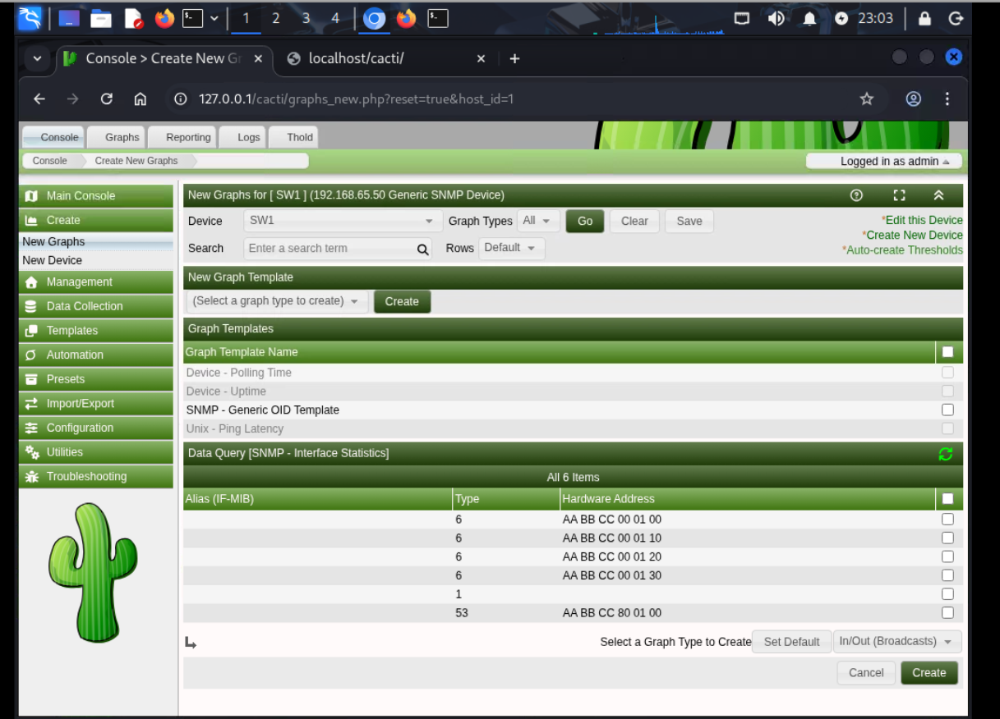 1 2 3 4 23:03
Console > Create New Gr localhost/cacti/
127.0.0.1/cacti/graphs_new.php?reset=true&host_id=1
Console Graphs Reporting Logs Thold
Console Create New Graphs Logged in as admin
Main Console
Create
New Graphs
New Device
Management
Data Collection
Templates
Automation
Presets
Import/Export
Configuration
Utilities
Troubleshooting
New Graphs for [ SW1 ] (192.168.65.50 Generic SNMP Device)
Device SW1 Graph Types All Go Clear Save
*Edit this Device
*Create New Device
*Auto-create Thresholds
Search Enter a search term Rows Default
New Graph Template
(Select a graph type to create) Create
Graph Templates
Graph Template Name
Device - Polling Time
Device - Uptime
SNMP - Generic OID Template
Unix - Ping Latency
Data Query [SNMP - Interface Statistics]
All 6 Items
Alias (IF-MIB) Type Hardware Address
6 AA BB CC 00 01 00
6 AA BB CC 00 01 10
6 AA BB CC 00 01 20
6 AA BB CC 00 01 30
1
53 AA BB CC 80 01 00
Select a Graph Type to Create Set Default In/Out (Broadcasts)
Cancel Create